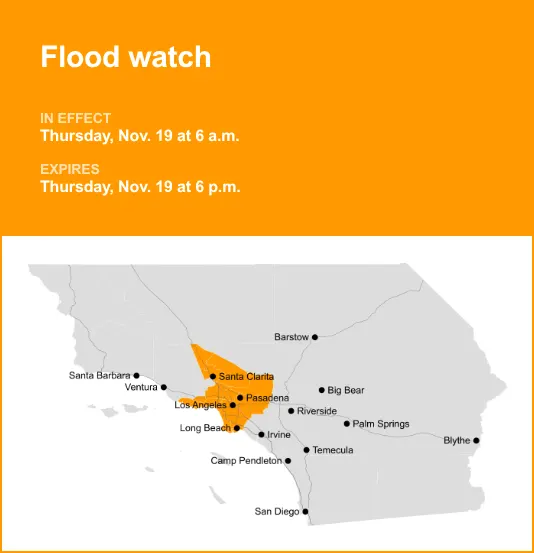 Flood watch
IN EFFECT
Thursday, Nov. 19 at 6 a.m.
EXPIRES
Thursday, Nov. 19 at 6 p.m.
Barstow
Santa Barbara
Santa Clarita
Ventura
Big Bear
Pasadena
Los Angeles
Riverside
Palm Springs
Long Beach
Irvine
Blythe
Temecula
Camp Pendleton
San Diego